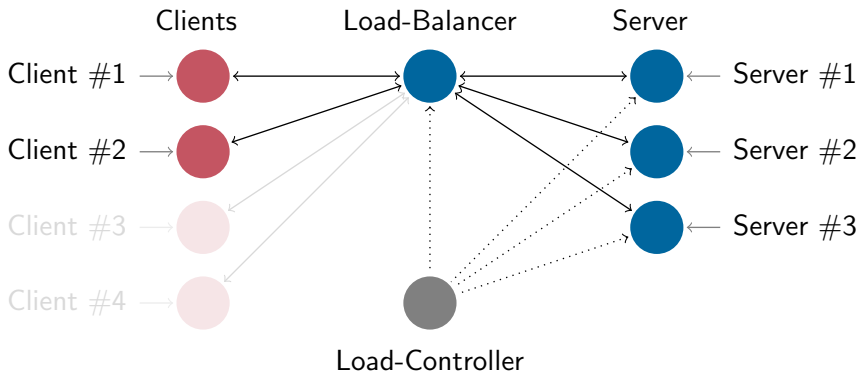 Clients
Load-Balancer
Server
Client #1
Server #1
Client #2
Server #2
Client #3
Server #3
Client #4
Load-Controller